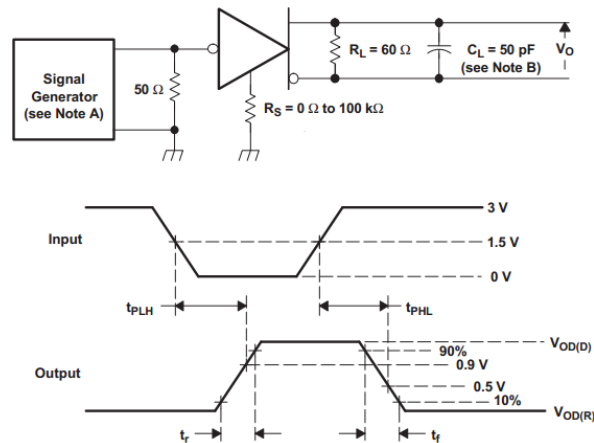 Signal
Generator
(see Note A)
50 Ω
R_L = 60 Ω
C_L = 50 pF
(see Note B)
V_O
R_S = 0 Ω to 100 kΩ
Input
3 V
1.5 V
0 V
t_PLH
t_PHL
Output
V_OD(D)
90%
0.9 V
0.5 V
10%
V_OD(R)
t_r
t_f